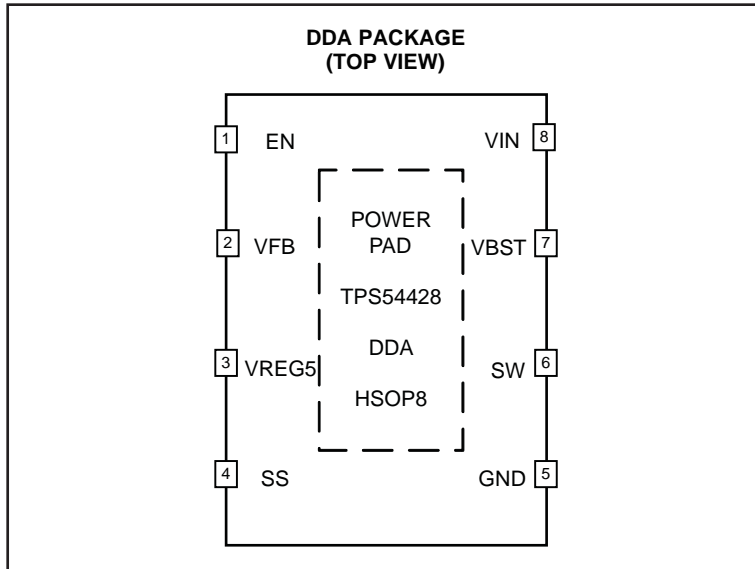 DDA PACKAGE
(TOP VIEW)
1 EN VIN 8
POWER
PAD
2 VFB VBST 7
TPS54428
DDA
3 VREG5 SW 6
HSOP8
4 SS GND 5